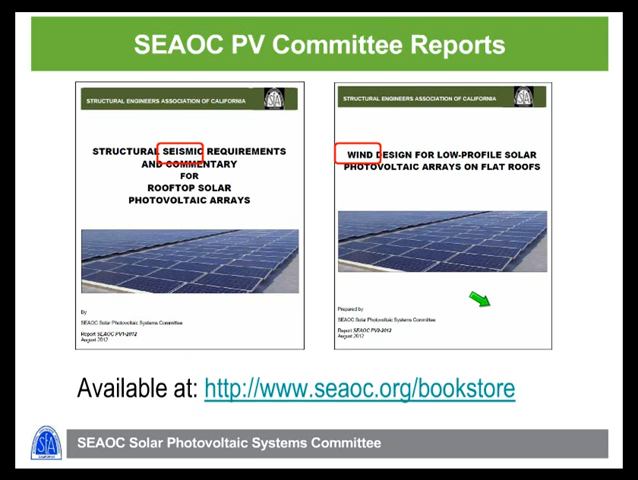 SEAOC PV Committee Reports
STRUCTURAL ENGINEERS ASSOCIATION OF CALIFORNIA
STRUCTURAL SEISMIC REQUIREMENTS
AND COMMENTARY
FOR
ROOFTOP SOLAR
PHOTOVOLTAIC ARRAYS
By
SEAOC Solar Photovoltaic Systems Committee
Report SEAOC PV1-2012
August 2012
STRUCTURAL ENGINEERS ASSOCIATION OF CALIFORNIA
WIND DESIGN FOR LOW-PROFILE SOLAR
PHOTOVOLTAIC ARRAYS ON FLAT ROOFS
Prepared by
SEAOC Solar Photovoltaic Systems Committee
Report SEAOC PV2-2012
August 2012
Available at: http://www.seaoc.org/bookstore
SEAOC Solar Photovoltaic Systems Committee